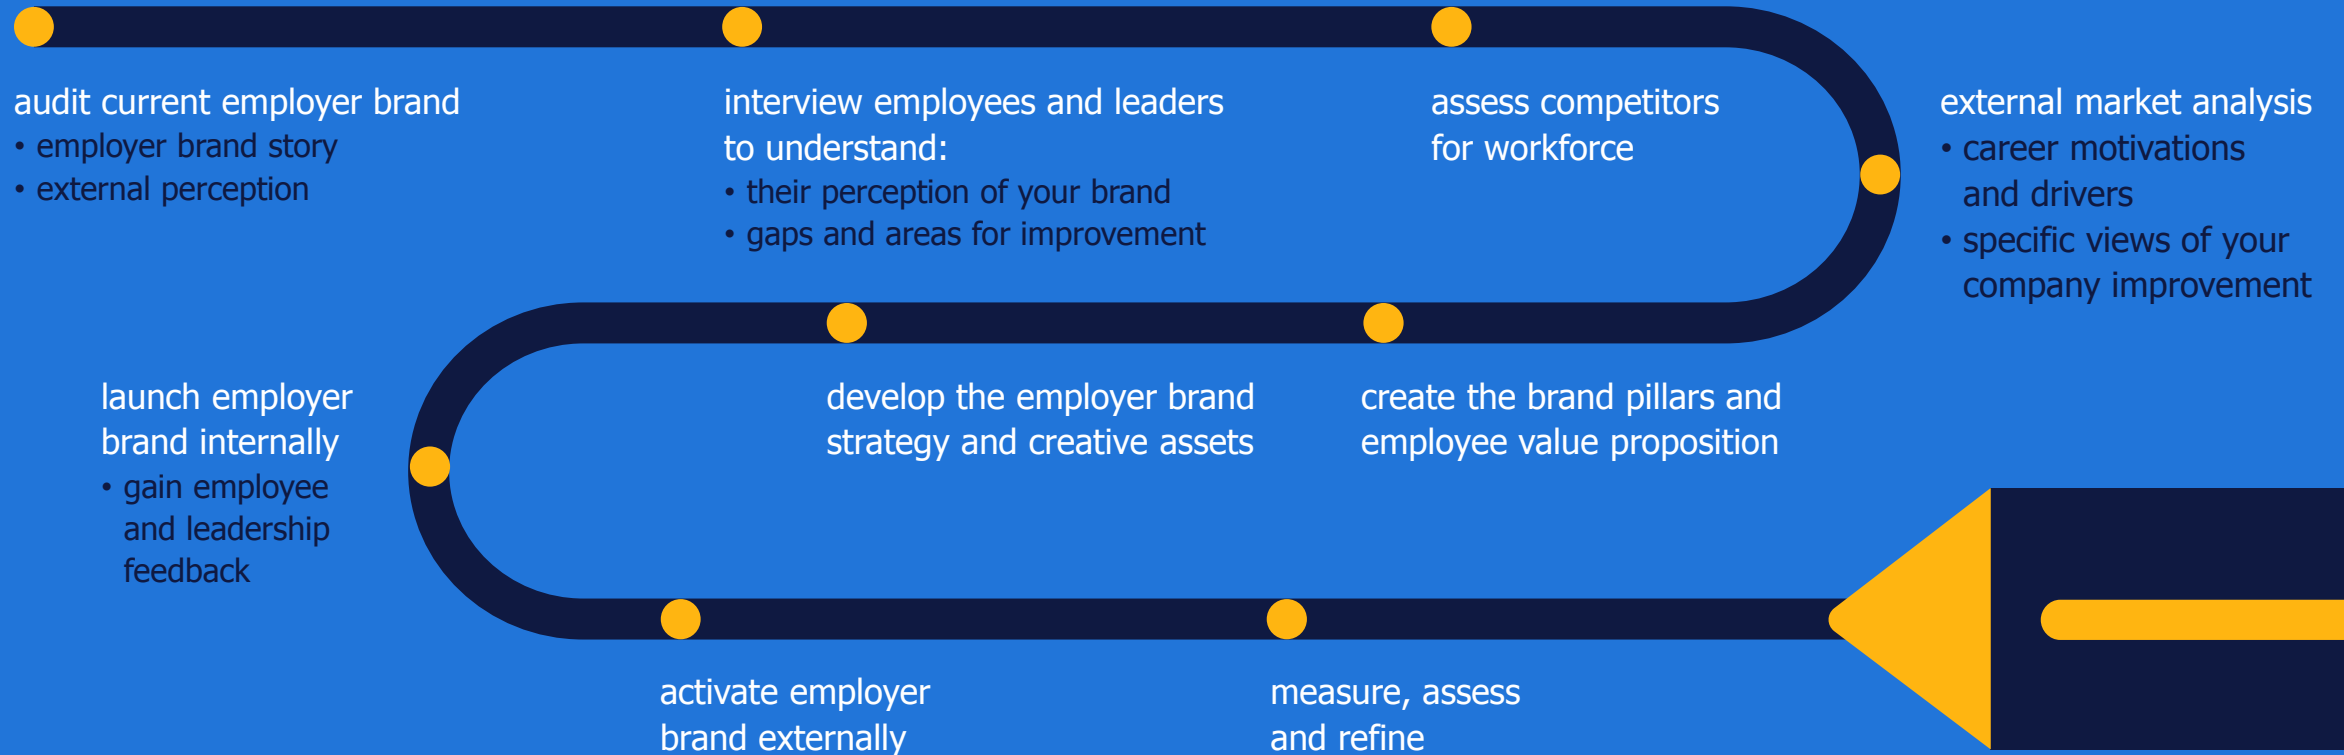 audit current employer brand
• employer brand story
• external perception
interview employees and leaders
to understand:
• their perception of your brand
• gaps and areas for improvement
assess competitors
for workforce
external market analysis
• career motivations
and drivers
• specific views of your
company improvement
create the brand pillars and
employee value proposition
develop the employer brand
strategy and creative assets
launch employer
brand internally
• gain employee
and leadership
feedback
activate employer
brand externally
measure, assess
and refine